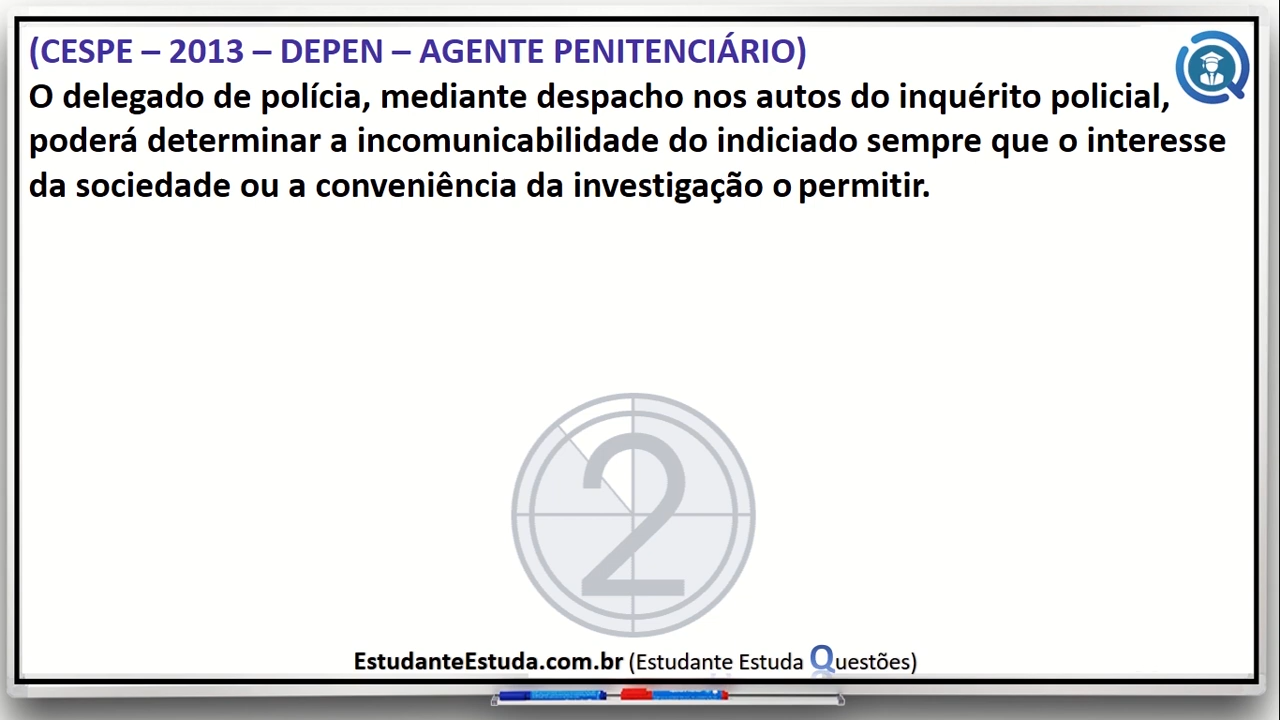 (CESPE – 2013 – DEPEN – AGENTE PENITENCIÁRIO)
O delegado de polícia, mediante despacho nos autos do inquérito policial,
poderá determinar a incomunicabilidade do indiciado sempre que o interesse
da sociedade ou a conveniência da investigação o permitir.
2
EstudanteEstuda.com.br (Estudante Estuda Questões)